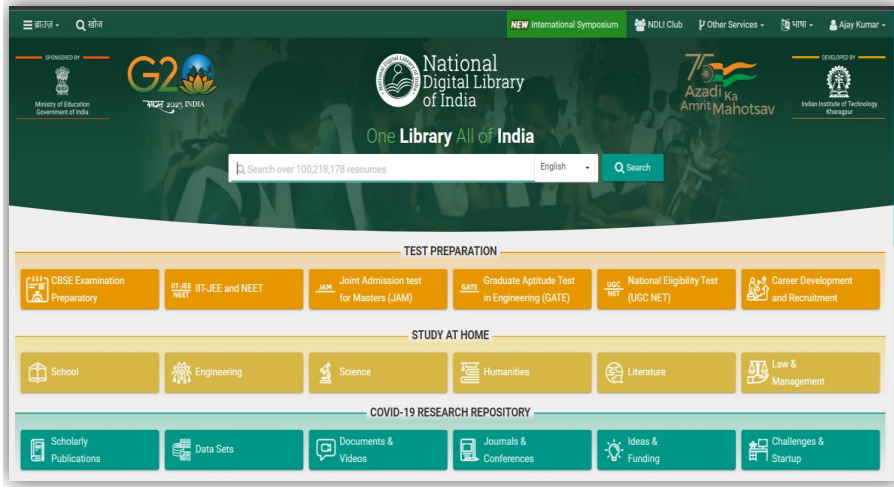 ब्राउज़
खोज
NEW International Symposium
NDLI Club
Other Services
भाषा
Ajay Kumar
SPONSORED BY
Ministry of Education
Government of India
G20
भारत 2023 INDIA
National
Digital Library
of India
75
Azadi Ka
Amrit Mahotsav
DEVELOPED BY
Indian Institute of Technology
Kharagpur
One Library All of India
Search over 100,218,178 resources
English
Search
TEST PREPARATION
CBSE Examination
Preparatory
IIT-JEE
NEET
IIT-JEE and NEET
JAM
Joint Admission test
for Masters (JAM)
GATE
Graduate Aptitude Test
in Engineering (GATE)
UGC
NET
National Eligibility Test
(UGC NET)
Career Development
and Recruitment
STUDY AT HOME
School
Engineering
Science
Humanities
Literature
Law &
Management
COVID-19 RESEARCH REPOSITORY
Scholarly
Publications
Data Sets
Documents &
Videos
Journals &
Conferences
Ideas &
Funding
Challenges &
Startup